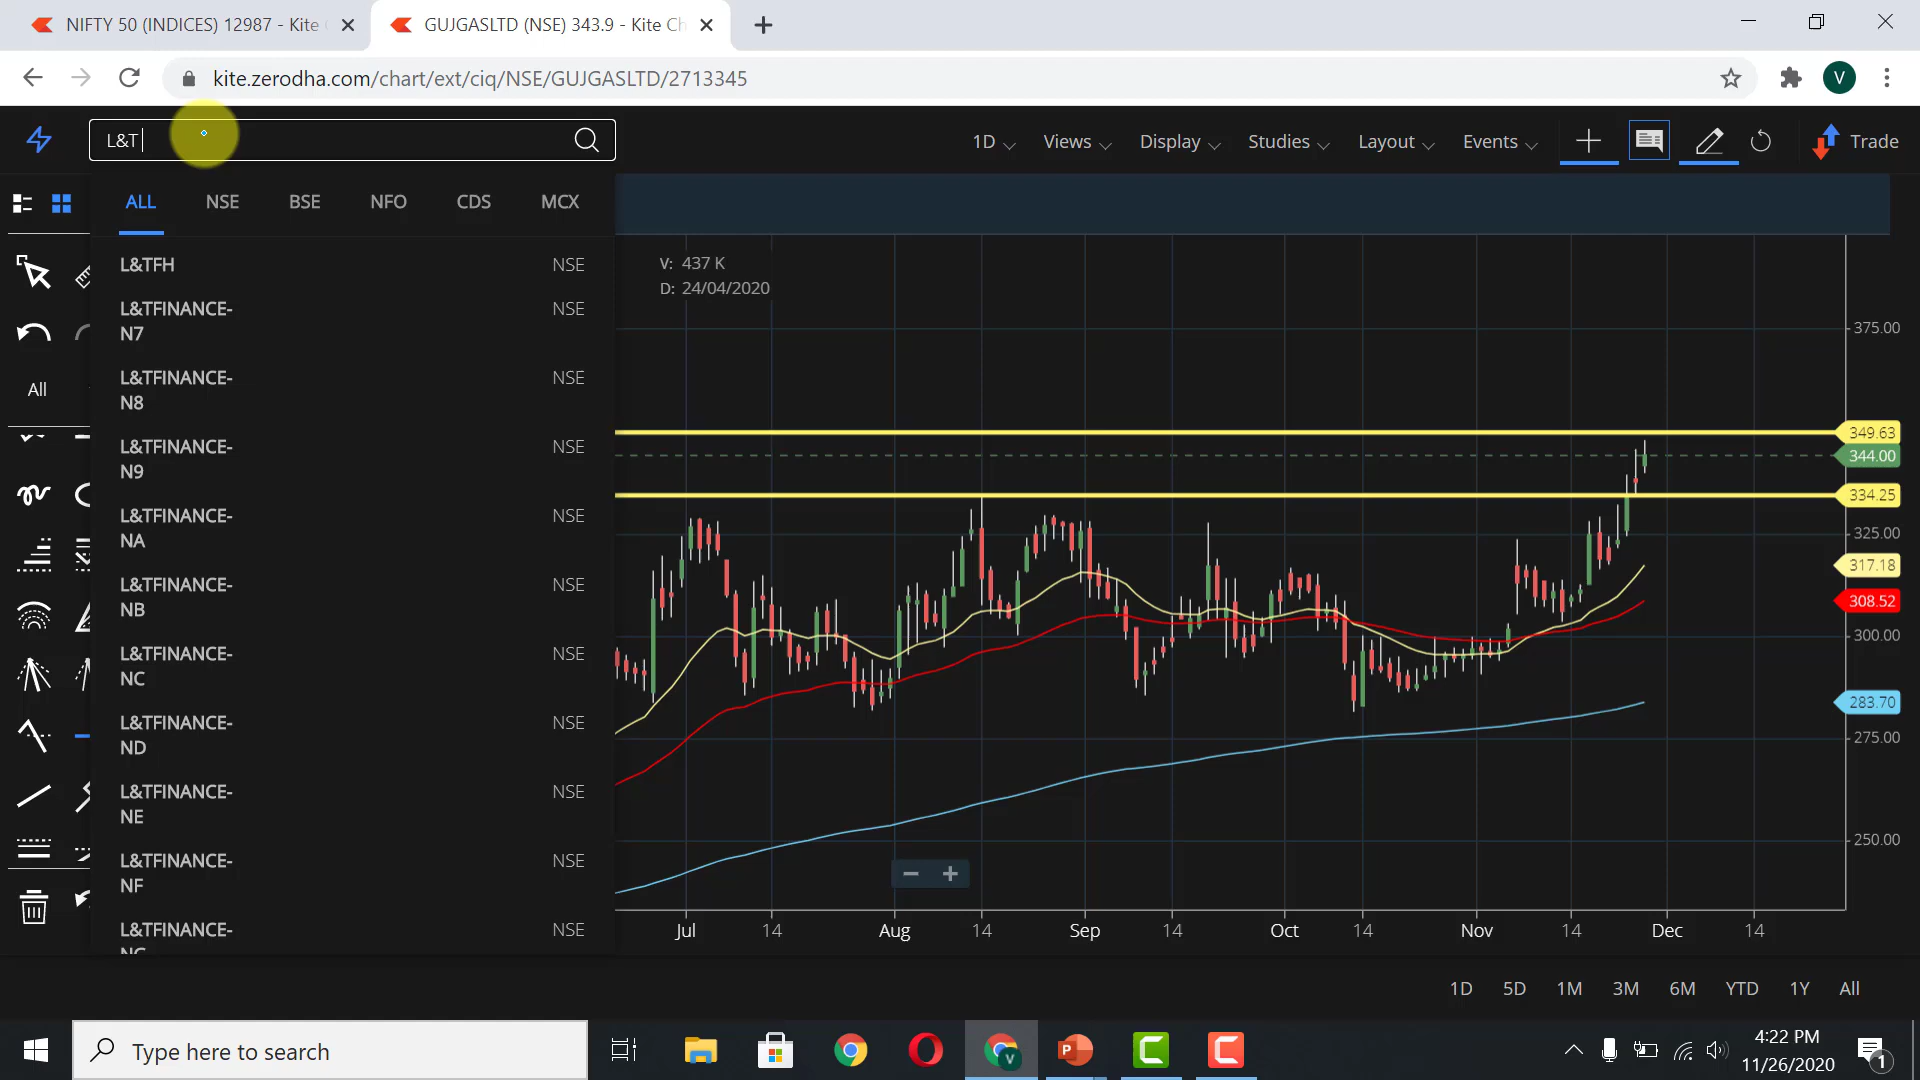 NIFTY 50 (INDICES) 12987 - Kite
GUJGASLTD (NSE) 343.9 - Kite Ch
kite.zerodha.com/chart/ext/ciq/NSE/GUJGASLTD/2713345
V
L&T
1D
Views
Display
Studies
Layout
Events
Trade
ALL
NSE
BSE
NFO
CDS
MCX
All
L&TFH NSE
L&TFINANCE- NSE
N7
L&TFINANCE- NSE
N8
L&TFINANCE- NSE
N9
L&TFINANCE- NSE
NA
L&TFINANCE- NSE
NB
L&TFINANCE- NSE
NC
L&TFINANCE- NSE
ND
L&TFINANCE- NSE
NE
L&TFINANCE- NSE
NF
L&TFINANCE- NSE
V: 437 K
D: 24/04/2020
375.00
349.63
344.00
334.25
325.00
317.18
308.52
300.00
283.70
275.00
250.00
Jul
14
Aug
14
Sep
14
Oct
14
Nov
14
Dec
14
1D
5D
1M
3M
6M
YTD
1Y
All
Type here to search
V
P
4:22 PM
11/26/2020
1